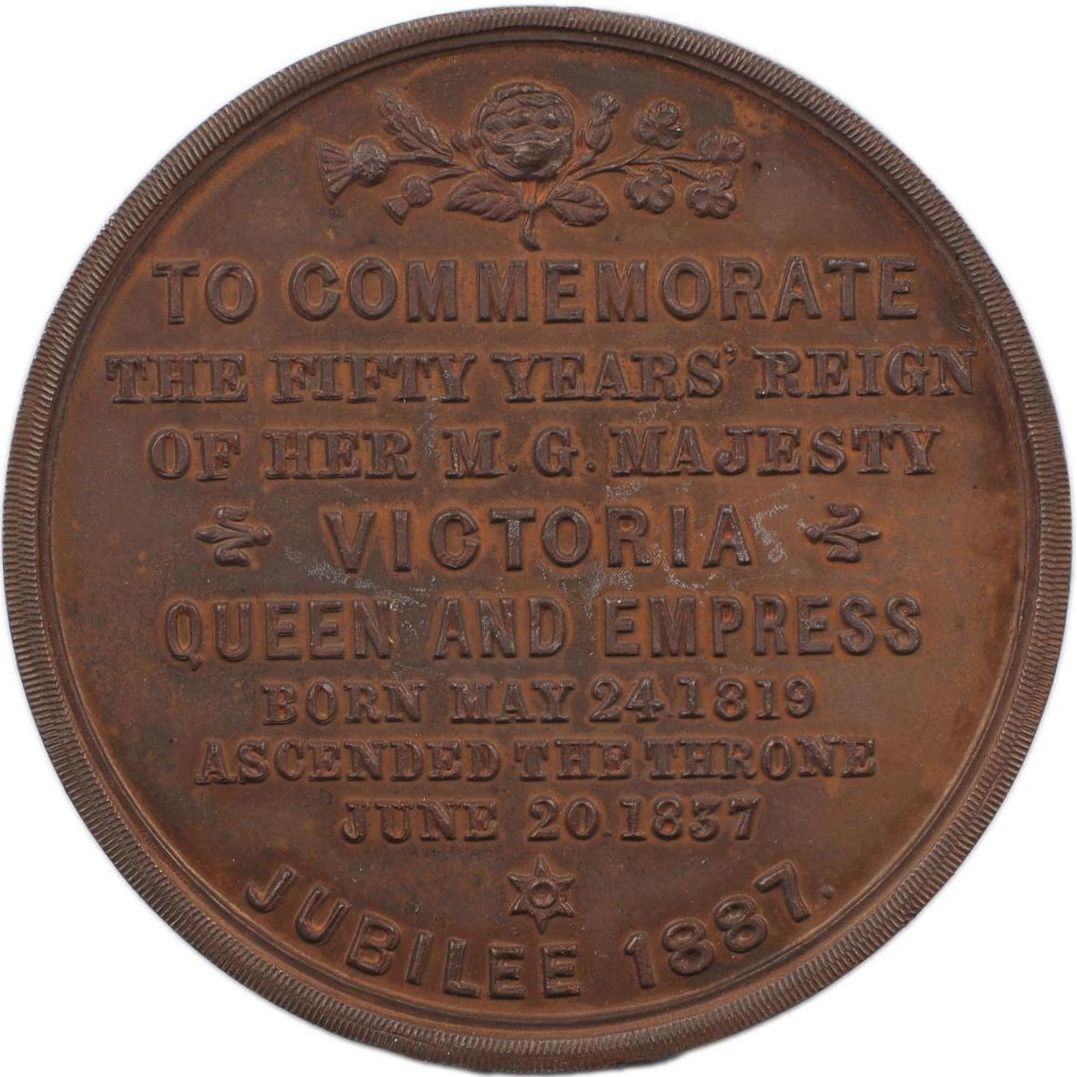 TO COMMEMORATE
THE FIFTY YEARS' REIGN
OF HER M. G. MAJESTY
VICTORIA
QUEEN AND EMPRESS
BORN MAY 24.1819
ASCENDED THE THRONE
JUNE 20.1837
JUBILEE 1887.